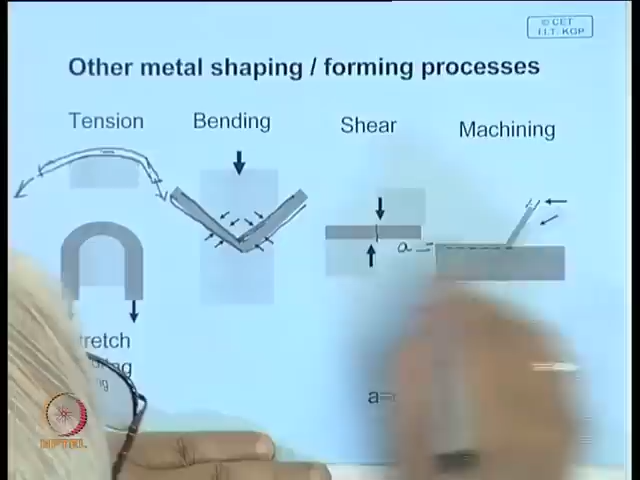 © CET
I.I.T. KGP
Other metal shaping / forming processes
Tension
Bending
Shear
Machining
a =
tretch
a=
NPTEL